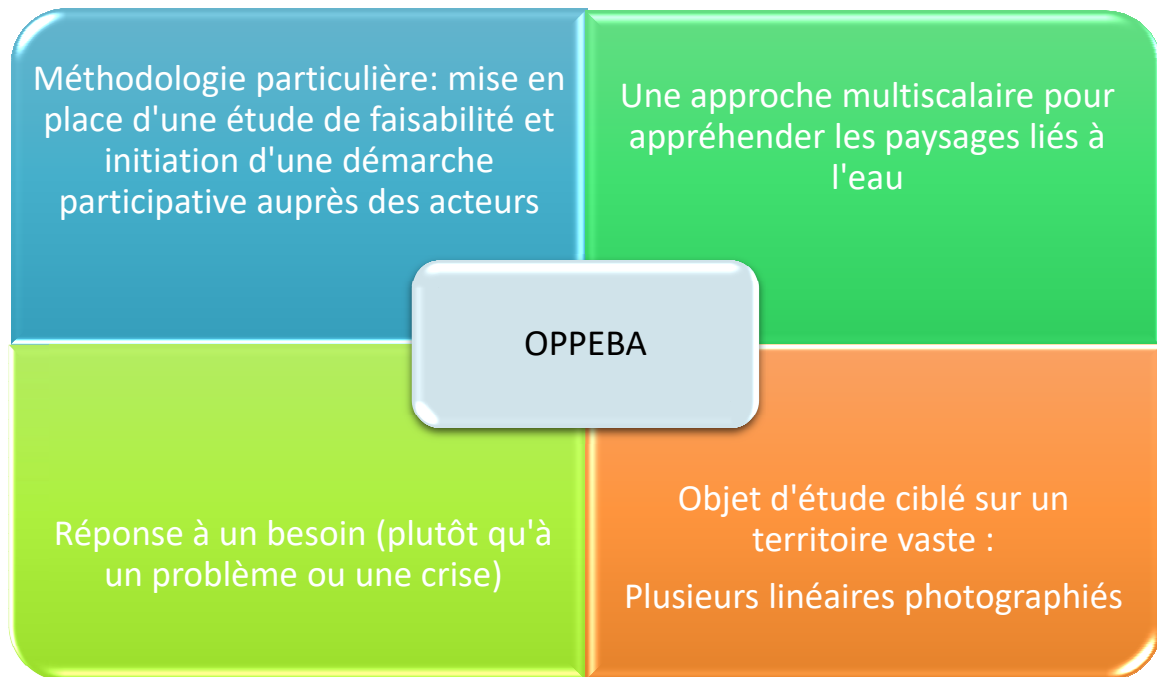 Méthodologie particulière: mise en
place d'une étude de faisabilité et
initiation d'une démarche
participative auprès des acteurs
Une approche multiscalaire pour
appréhender les paysages liés à
l'eau
OPPEBA
Réponse à un besoin (plutôt qu'à
un problème ou une crise)
Objet d'étude ciblé sur un
territoire vaste :
Plusieurs linéaires photographiés